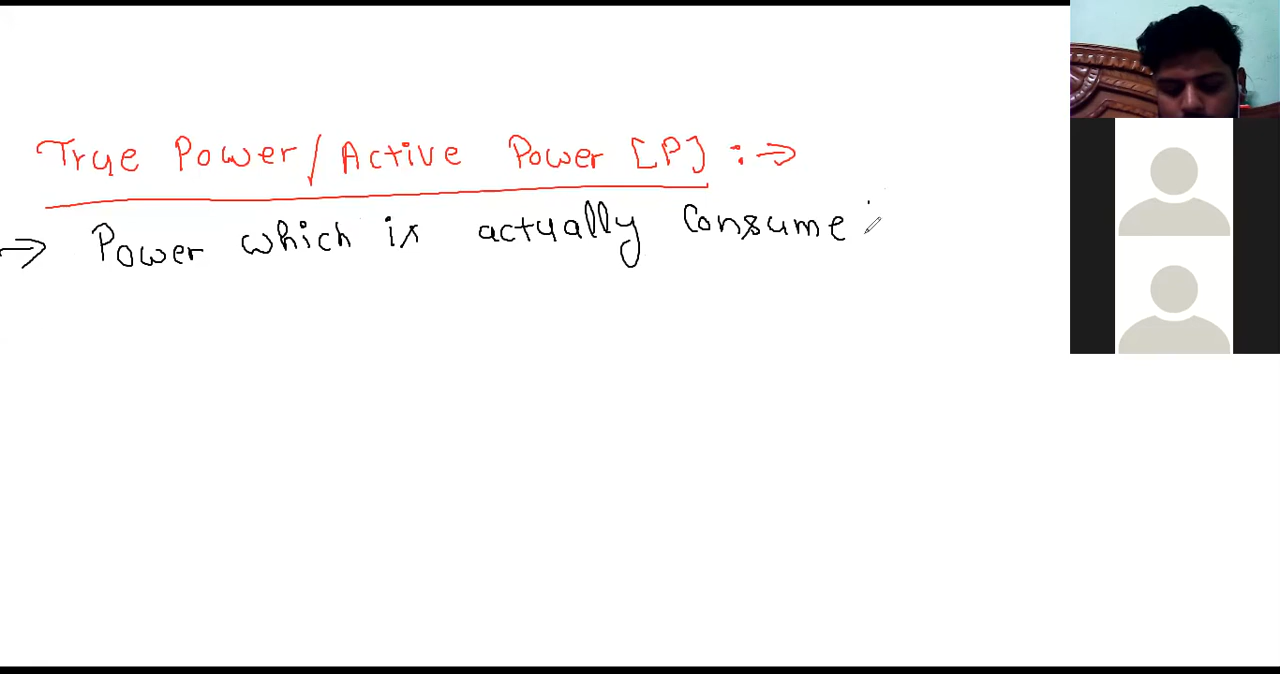 True Power / Active Power [P] :→
→ Power which is actually Consume